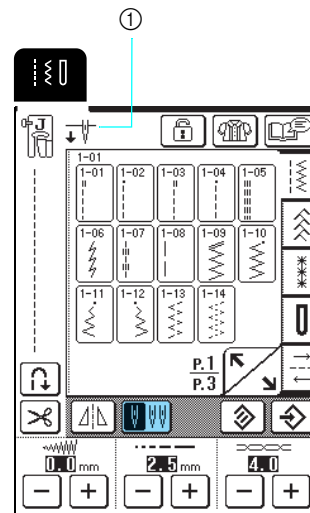 ①
J
1-01
1-01 1-02 1-03 1-04 1-05
1-06 1-07 1-08 1-09 1-10
1-11 1-12 1-13 1-14
P.1
P.3
0.0 mm 2.5 mm 4.0
− + − + − +